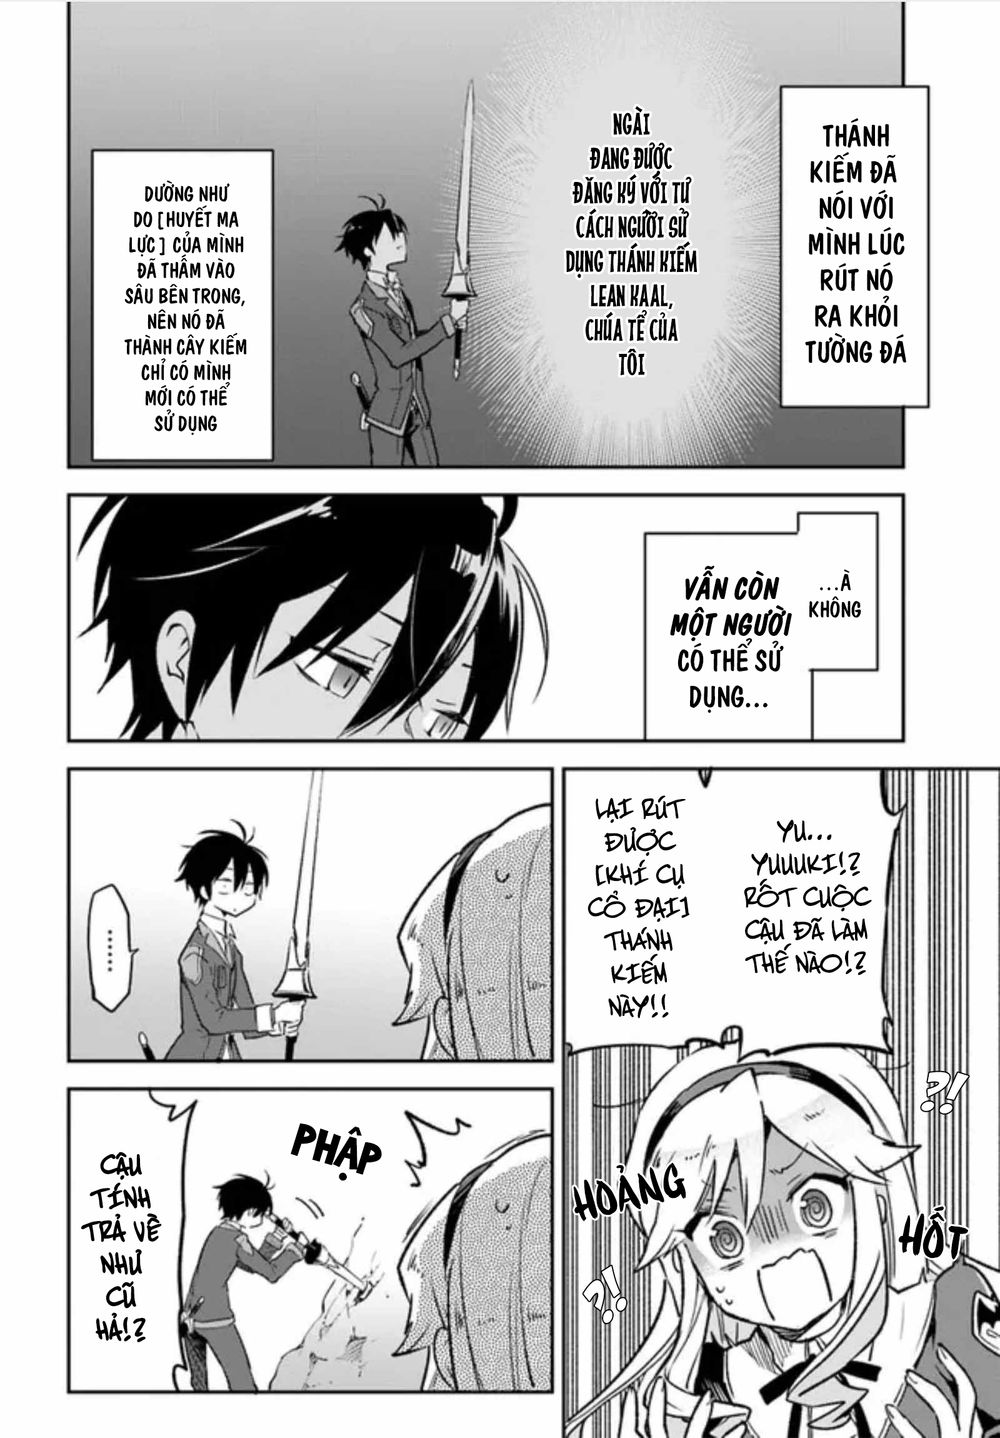 THÁNH
KIẾM ĐÃ
NÓI VỚI
MÌNH LÚC
RÚT NÓ
RA KHỎI
TƯỜNG ĐÁ
NGÀI
ĐANG ĐƯỢC
ĐĂNG KÝ VỚI TƯ
CÁCH NGƯỜI SỬ
DỤNG THÁNH KIẾM
LEAN KAAL,
CHÚA TỂ CỦA
TÔI
DƯỜNG NHƯ
DO [HUYẾT MA
LỰC] CỦA MÌNH
ĐÃ THẤM VÀO
SÂU BÊN TRONG,
NÊN NÓ ĐÃ
THÀNH CÂY KIẾM
CHỈ CÓ MÌNH
MỚI CÓ THỂ
SỬ DỤNG
...À
KHÔNG
VẪN CÒN
MỘT NGƯỜI
CÓ THỂ SỬ
DỤNG...
YU...
YUUUKI!?
RỐT CUỘC
CẬU ĐÃ LÀM
THẾ NÀO!?
LẠI RÚT
ĐƯỢC
[KHÍ CỤ
CỔ ĐẠI]
THÁNH
KIẾM
NÀY!!
?!
HOẢNG
HỐT
?!
......
PHẬP
CẬU
TÍNH
TRẢ VỀ
NHƯ
CŨ
HẢ!?